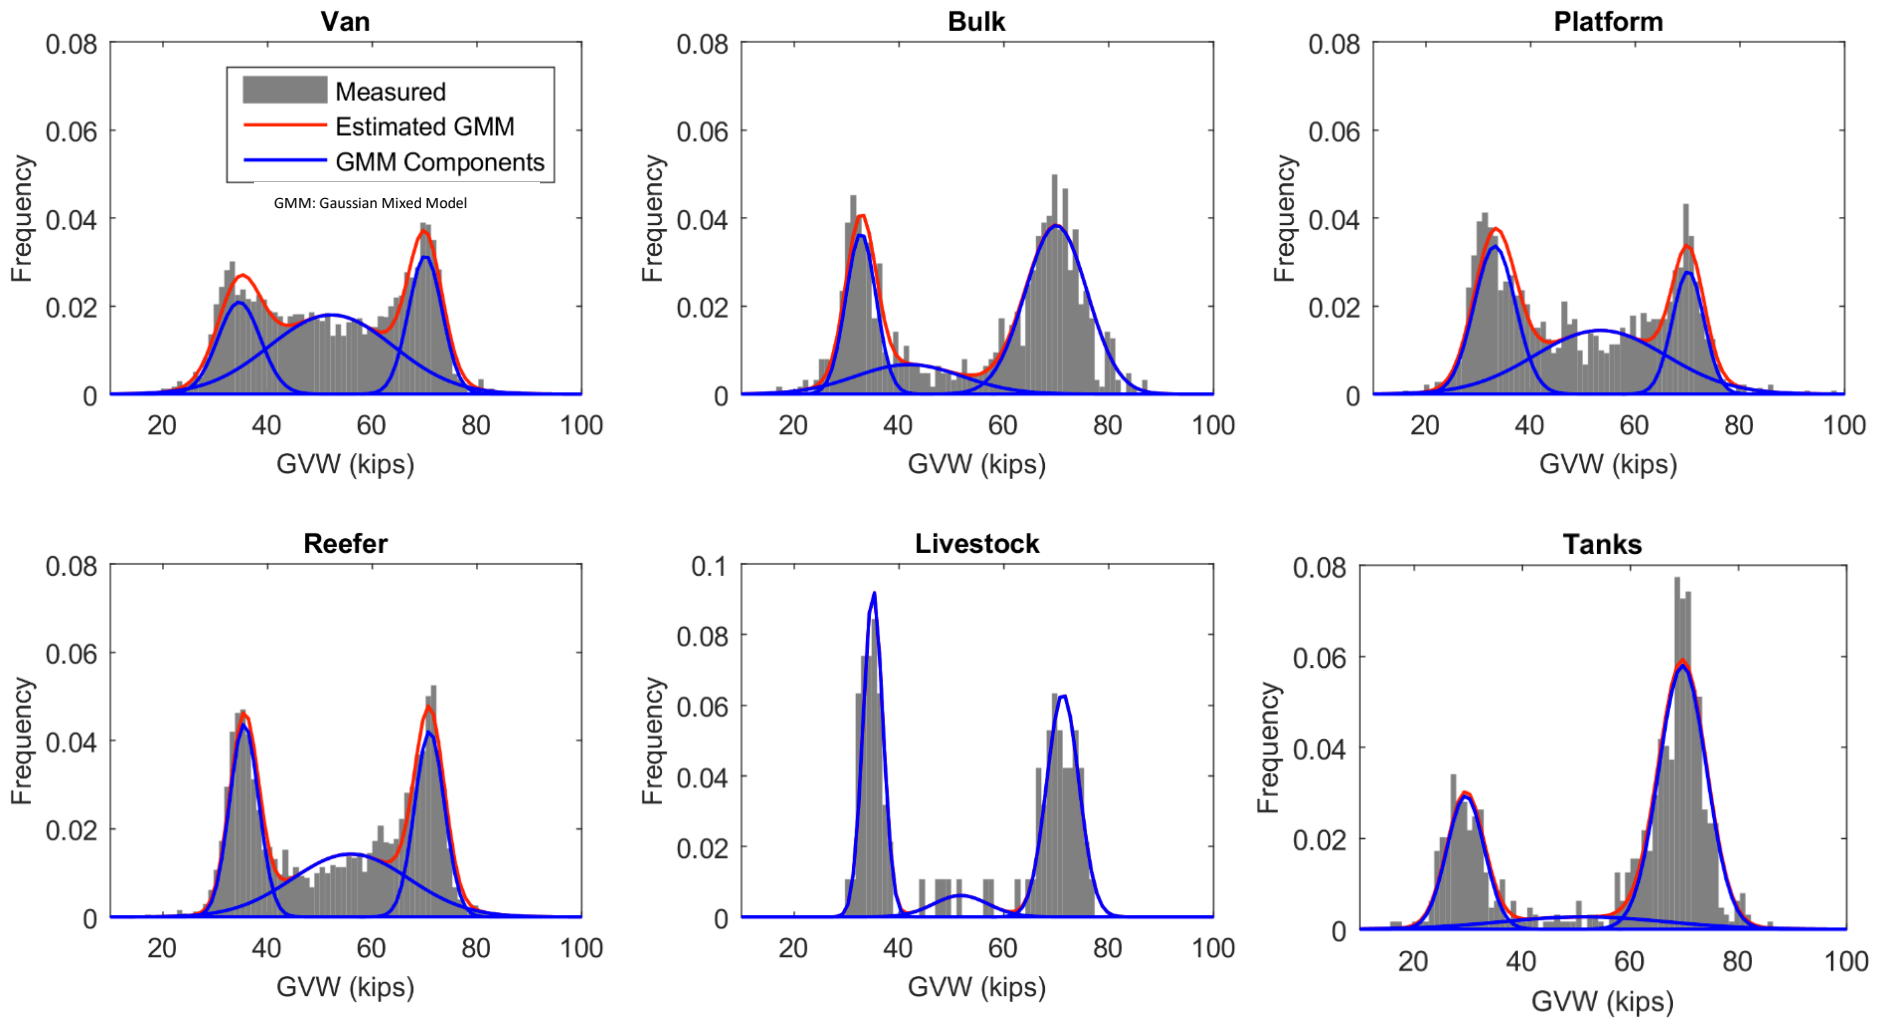 Van
Frequency
0.08
0.06
0.04
0.02
0
Measured
Estimated GMM
GMM Components
GMM: Gaussian Mixed Model
20 40 60 80 100
GVW (kips)
Bulk
Frequency
0.08
0.06
0.04
0.02
0
20 40 60 80 100
GVW (kips)
Platform
Frequency
0.08
0.06
0.04
0.02
0
20 40 60 80 100
GVW (kips)
Reefer
Frequency
0.08
0.06
0.04
0.02
0
20 40 60 80 100
GVW (kips)
Livestock
Frequency
0.1
0.08
0.06
0.04
0.02
0
20 40 60 80 100
GVW (kips)
Tanks
Frequency
0.08
0.06
0.04
0.02
0
20 40 60 80 100
GVW (kips)